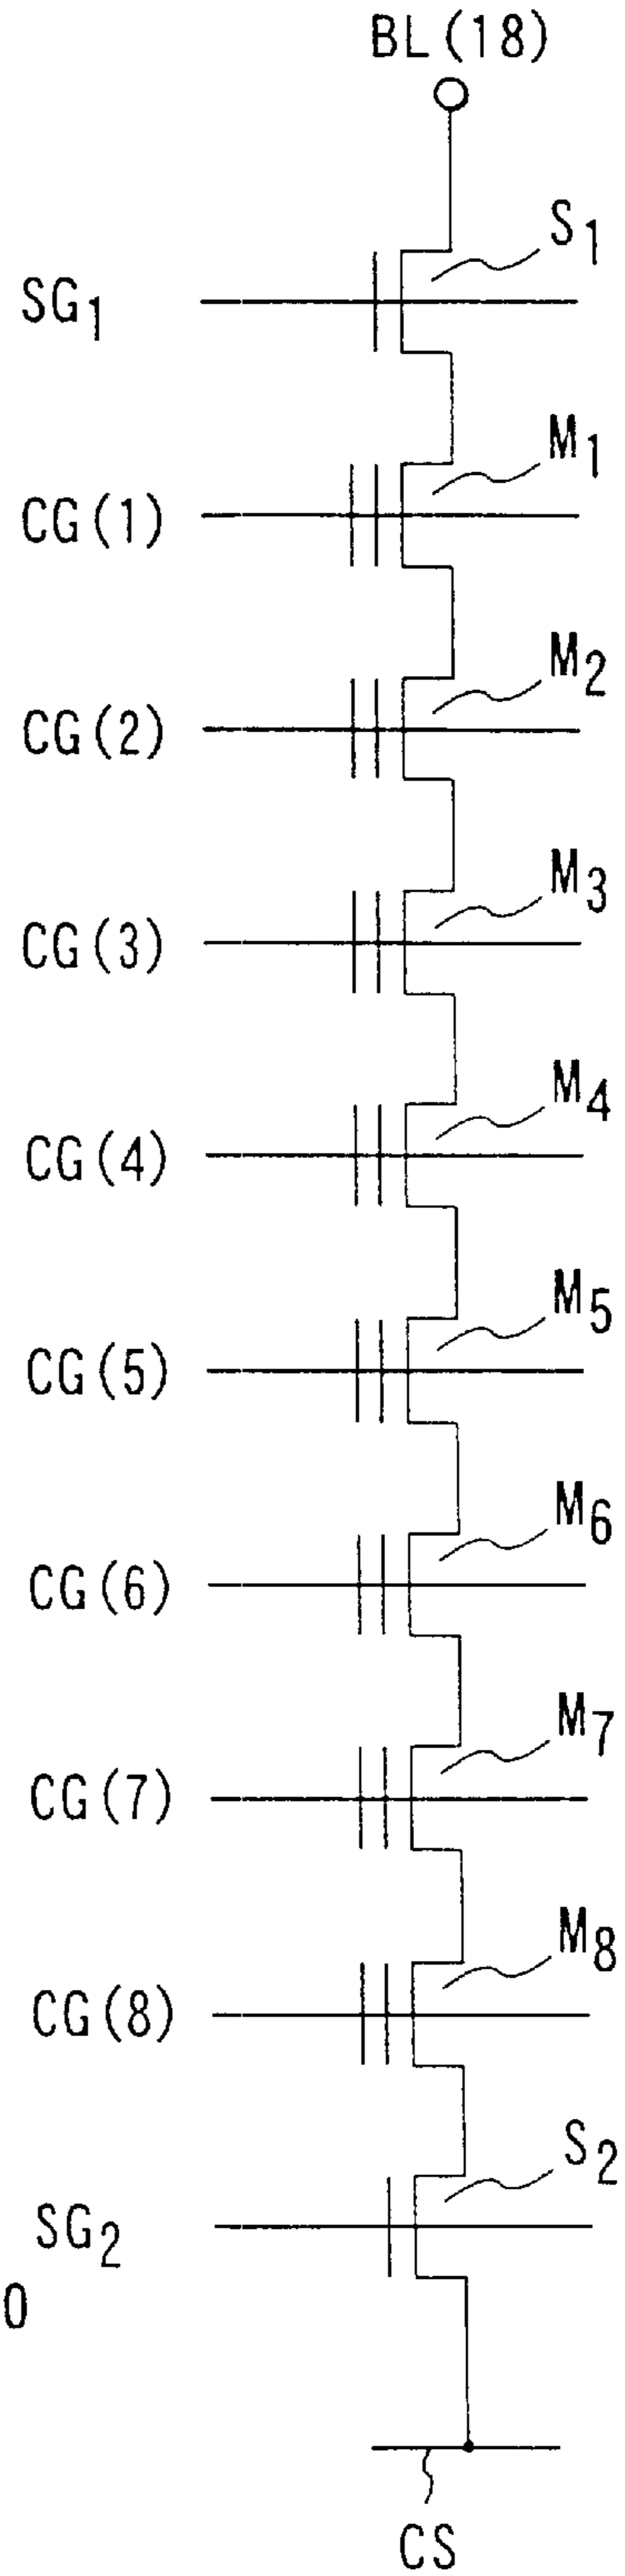 BL(18)
S1
SG1
M1
CG(1)
M2
CG(2)
M3
CG(3)
M4
CG(4)
M5
CG(5)
M6
CG(6)
M7
CG(7)
M8
CG(8)
S2
SG2
0
CS